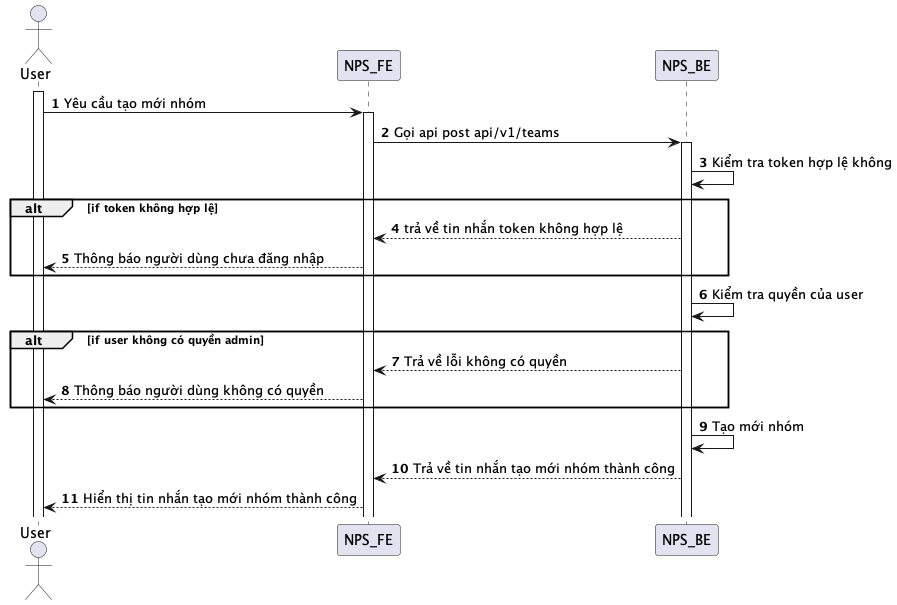 User
NPS_FE
NPS_BE
1 Yêu cầu tạo mới nhóm
2 Gọi api post api/v1/teams
3 Kiểm tra token hợp lệ không
alt [if token không hợp lệ]
4 trả về tin nhắn token không hợp lệ
5 Thông báo người dùng chưa đăng nhập
6 Kiểm tra quyền của user
alt [if user không có quyền admin]
7 Trả về lỗi không có quyền
8 Thông báo người dùng không có quyền
9 Tạo mới nhóm
10 Trả về tin nhắn tạo mới nhóm thành công
11 Hiển thị tin nhắn tạo mới nhóm thành công
User
NPS_FE
NPS_BE